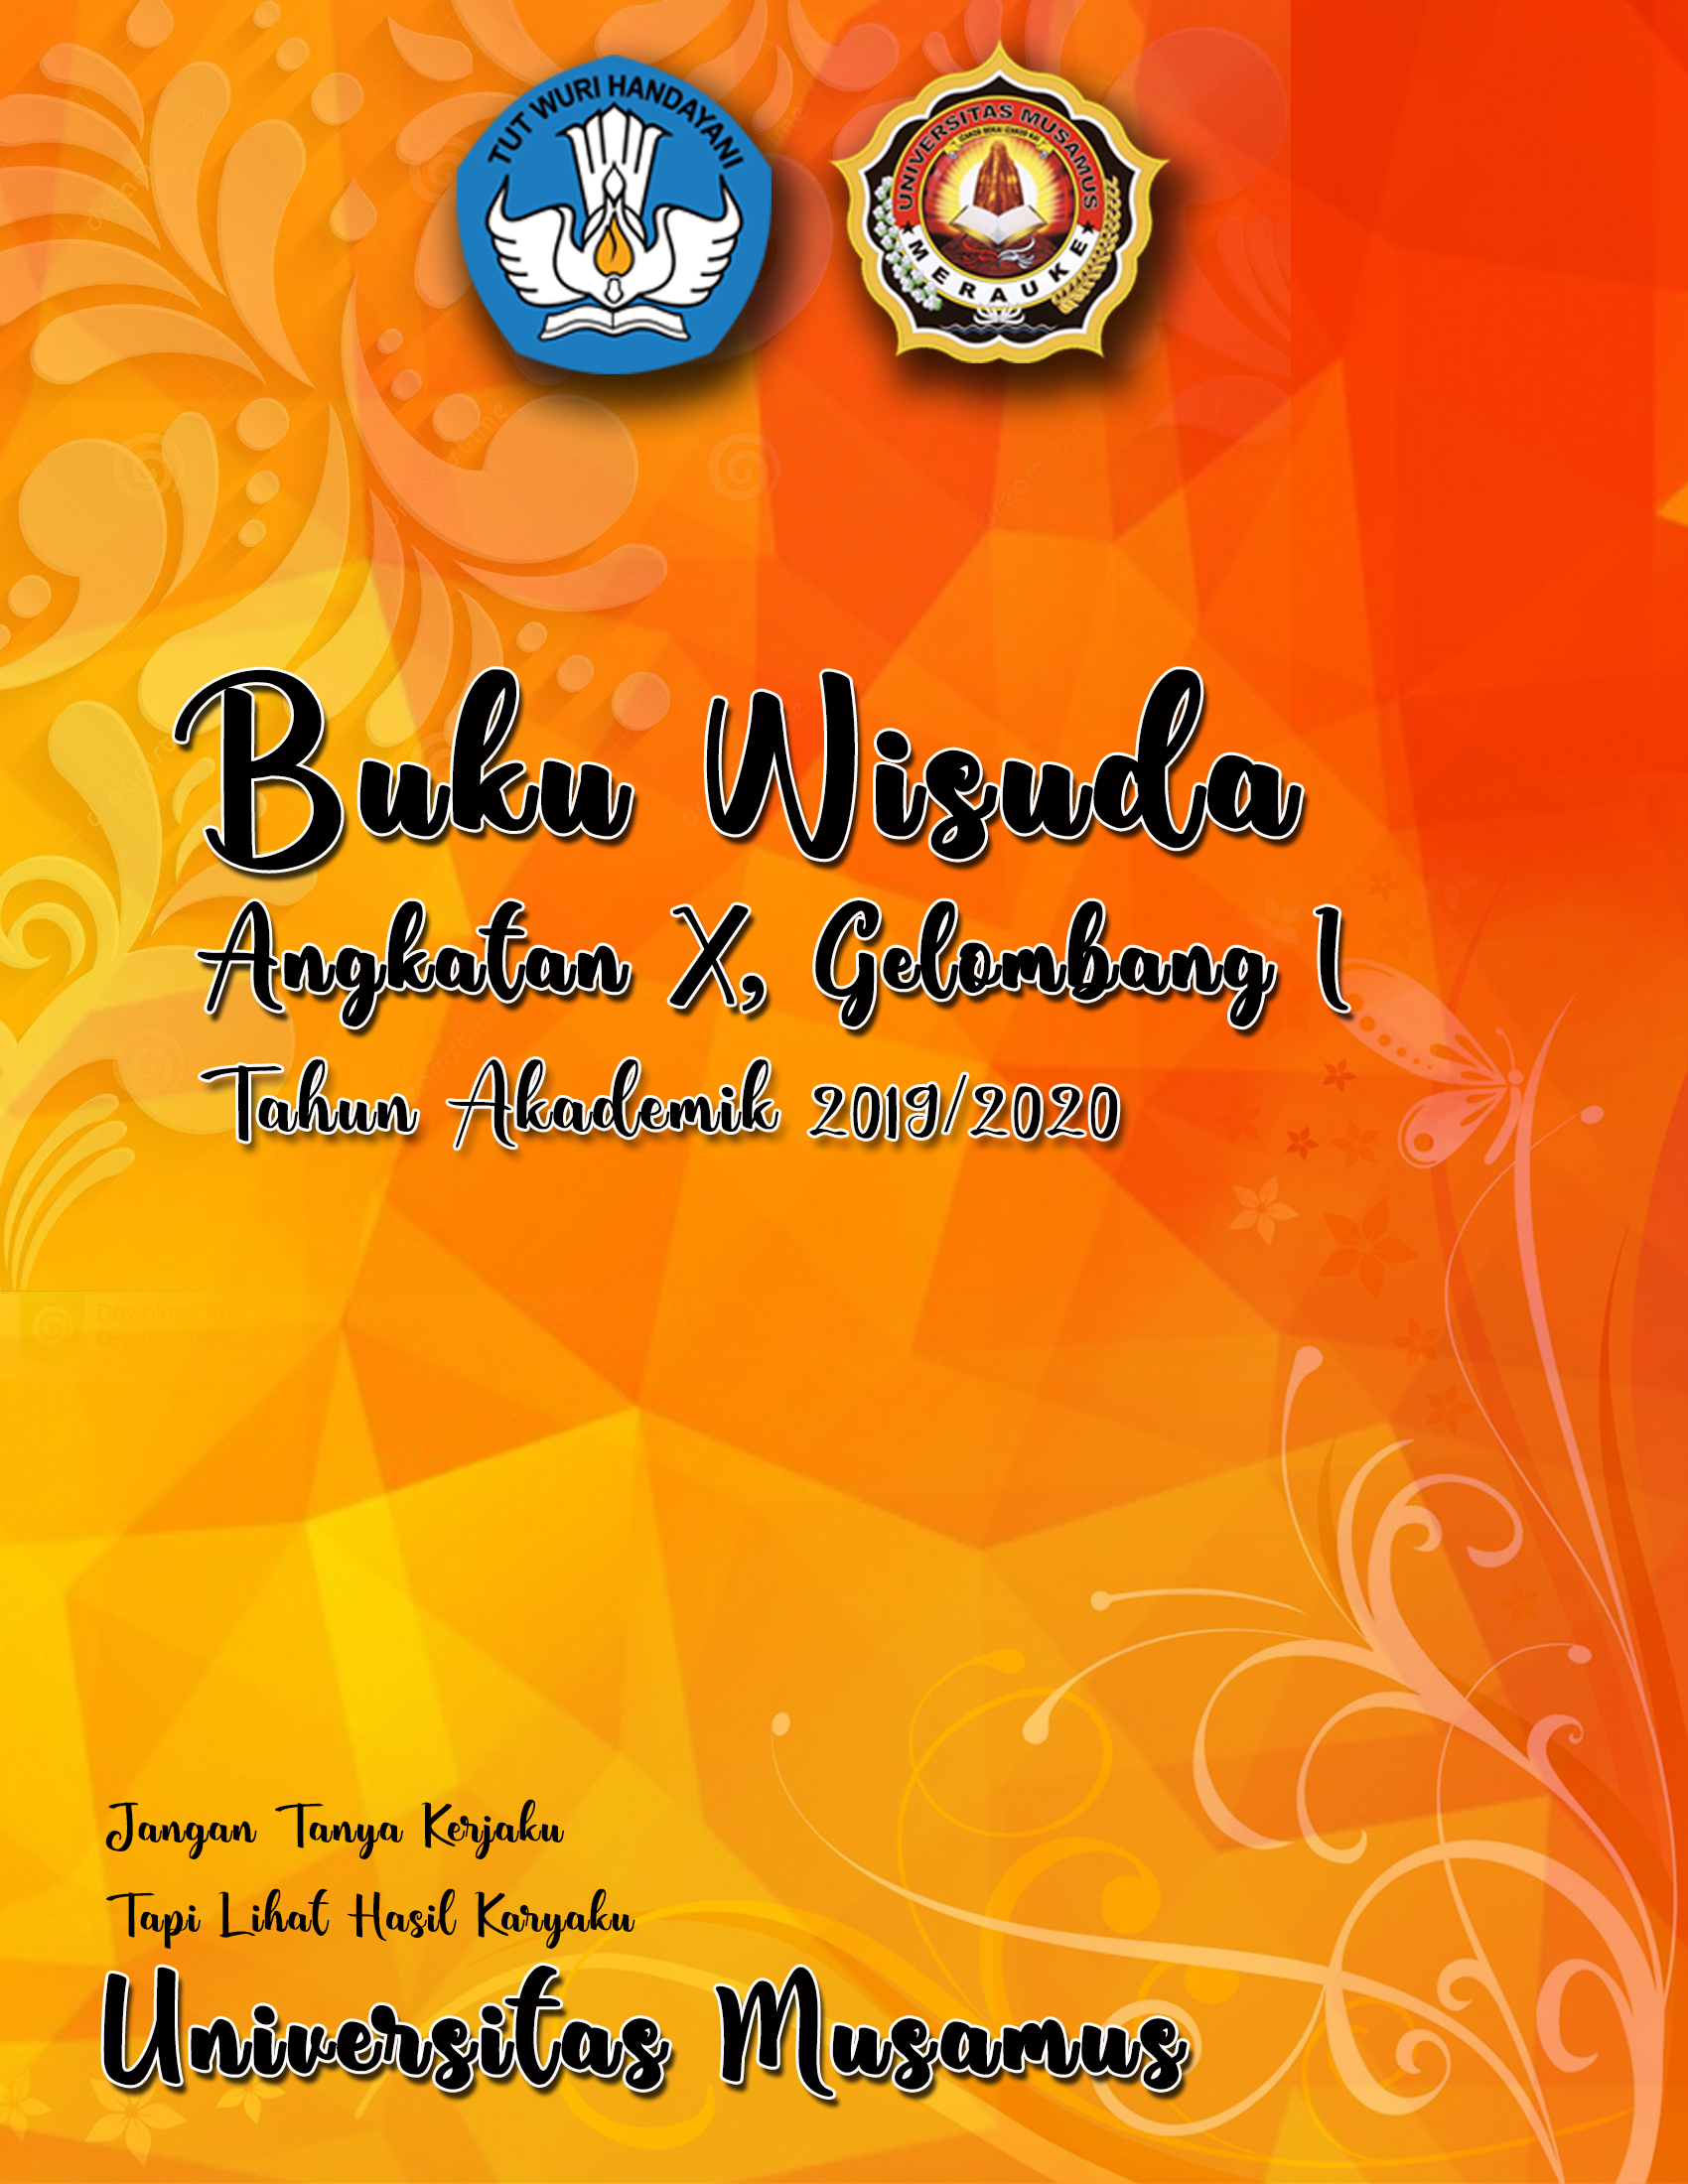 TUT WURI HANDAYANI
UNIVERSITAS MUSAMUS
MERAUKE
Buku Wisuda
Angkatan X, Gelombang I
Tahun Akademik 2019/2020
Jangan Tanya Kerjaku
Tapi Lihat Hasil Karyaku
Universitas Musamus